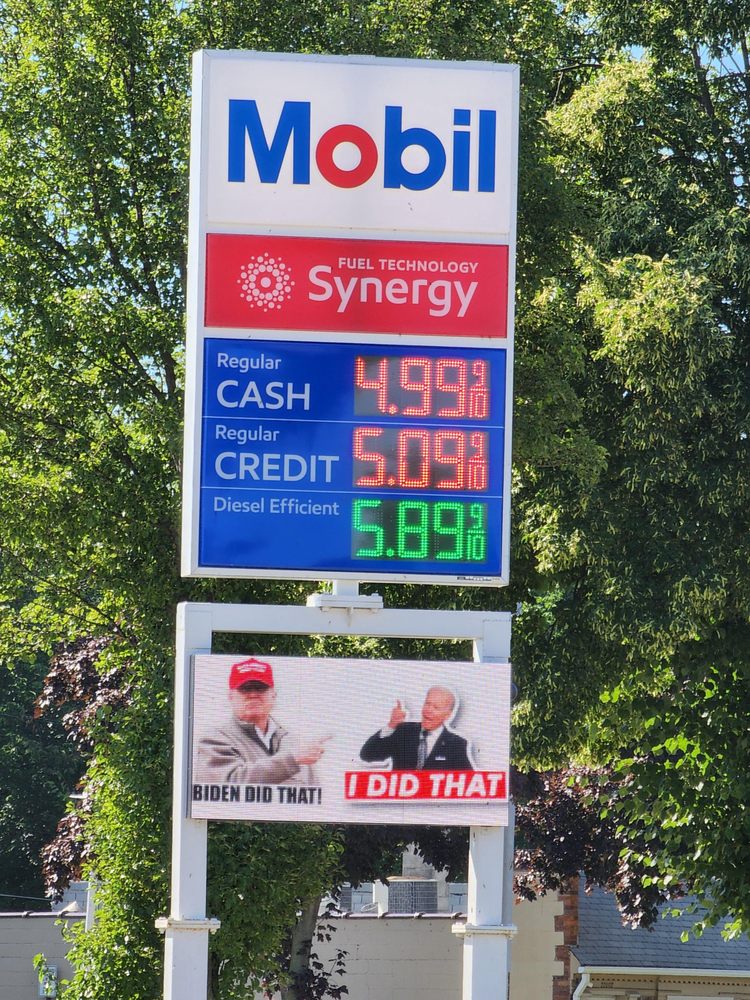 Mobil
FUEL TECHNOLOGY
Synergy
Regular
CASH 4.99 9/10
Regular
CREDIT 5.09 9/10
Diesel Efficient 5.89 9/10
BIDEN DID THAT!
I DID THAT